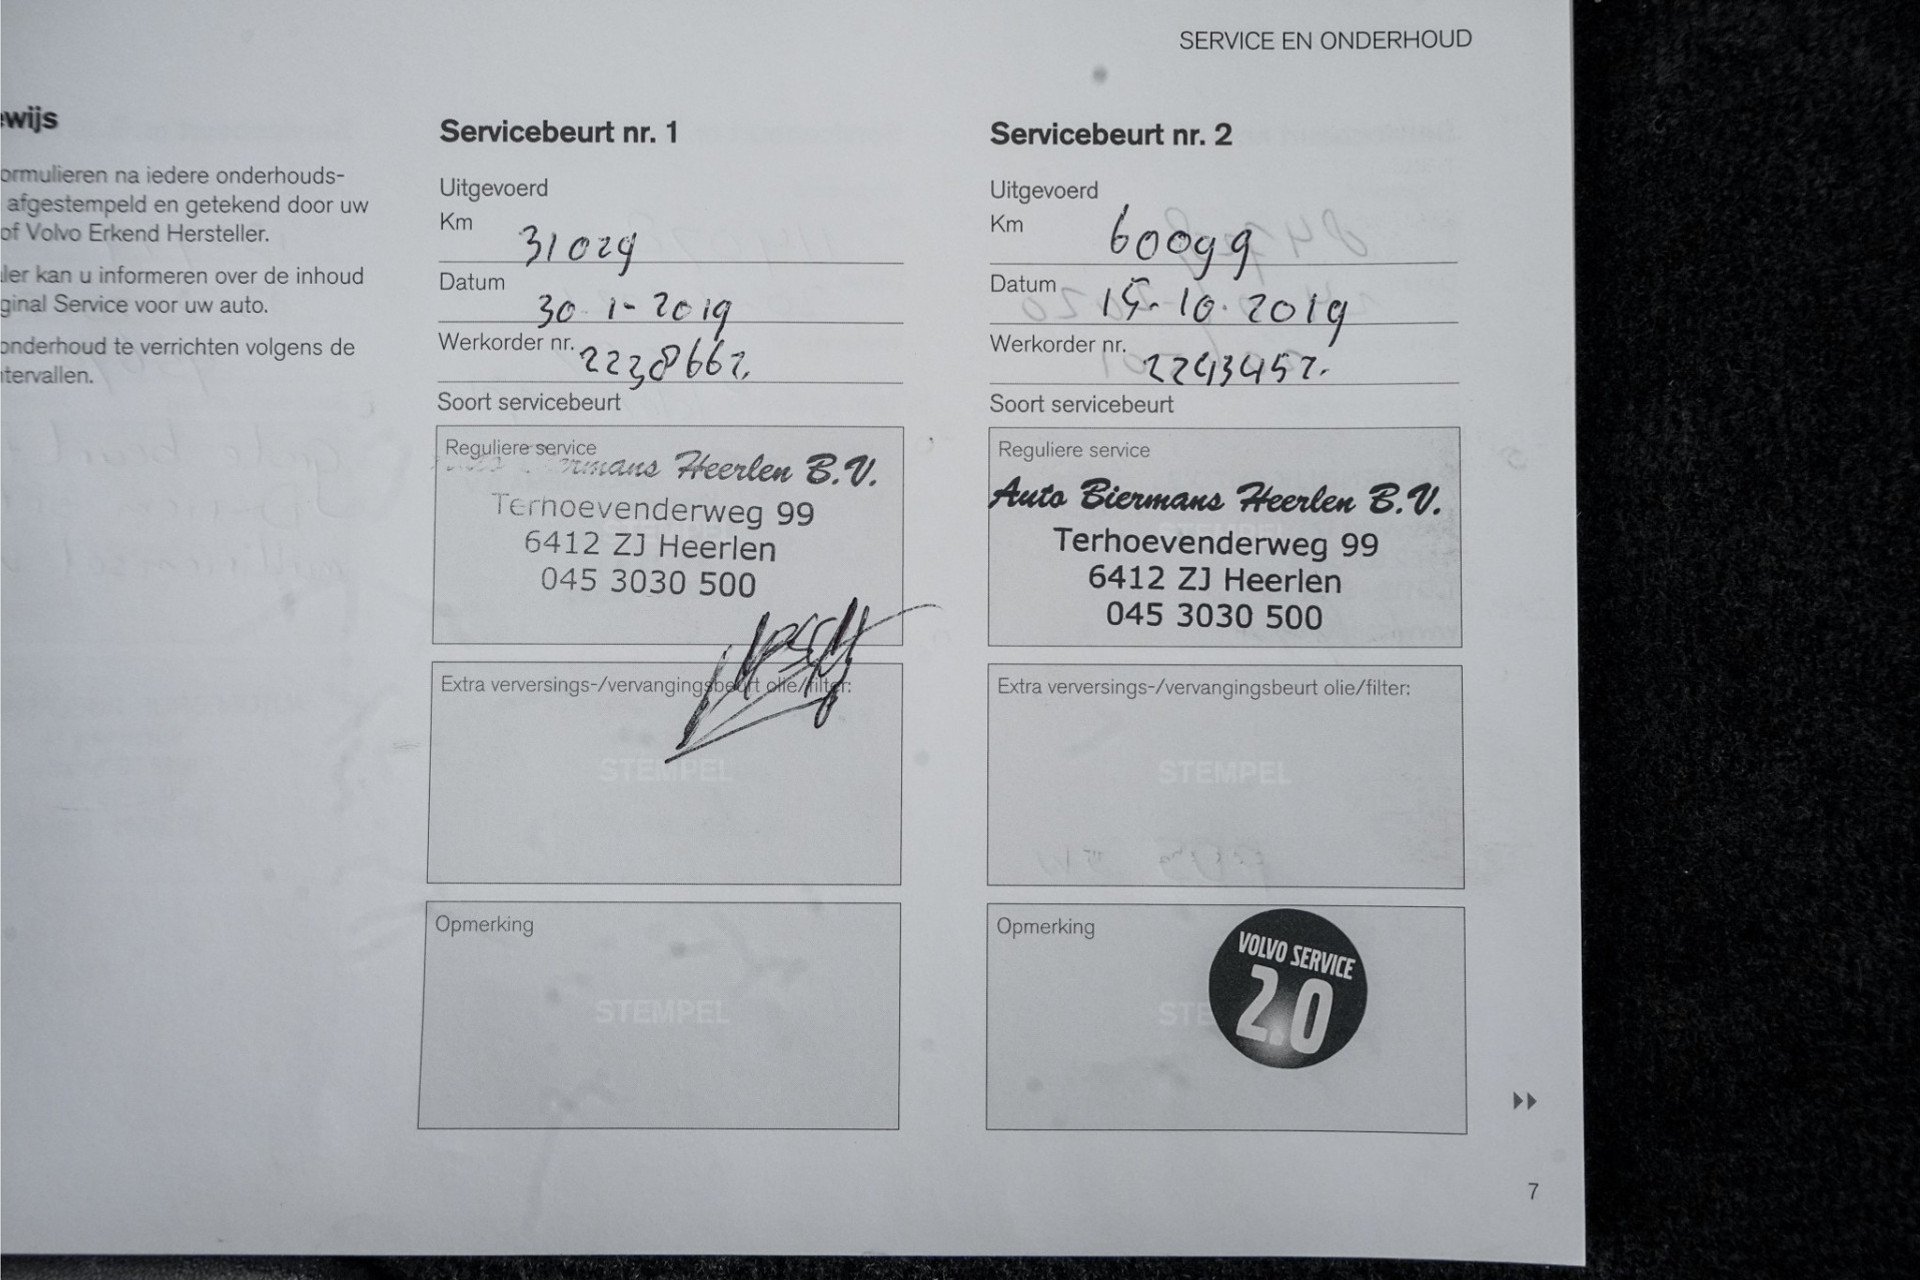 SERVICE EN ONDERHOUD
ewijs
ormulieren na iedere onderhouds-
afgestempeld en getekend door uw
of Volvo Erkend Hersteller.
ler kan u informeren over de inhoud
ginal Service voor uw auto.
onderhoud te verrichten volgens de
tervallen.
Servicebeurt nr. 1
Uitgevoerd
Km 31029
Datum 30-1-2019
Werkorder nr. 2238662.
Soort servicebeurt
Reguliere service
ermans Heerlen B.V.
Terhoevenderweg 99
6412 ZJ Heerlen
045 3030 500
Extra verversings-/vervangingsbeurt olie/filter:
STEMPEL
Opmerking
STEMPEL
Servicebeurt nr. 2
Uitgevoerd
Km 60099
Datum 15-10-2019
Werkorder nr. 2243452.
Soort servicebeurt
Reguliere service
Auto Biermans Heerlen B.V.
Terhoevenderweg 99
6412 ZJ Heerlen
045 3030 500
Extra verversings-/vervangingsbeurt olie/filter:
STEMPEL
Opmerking
VOLVO SERVICE
2.0
STE
7